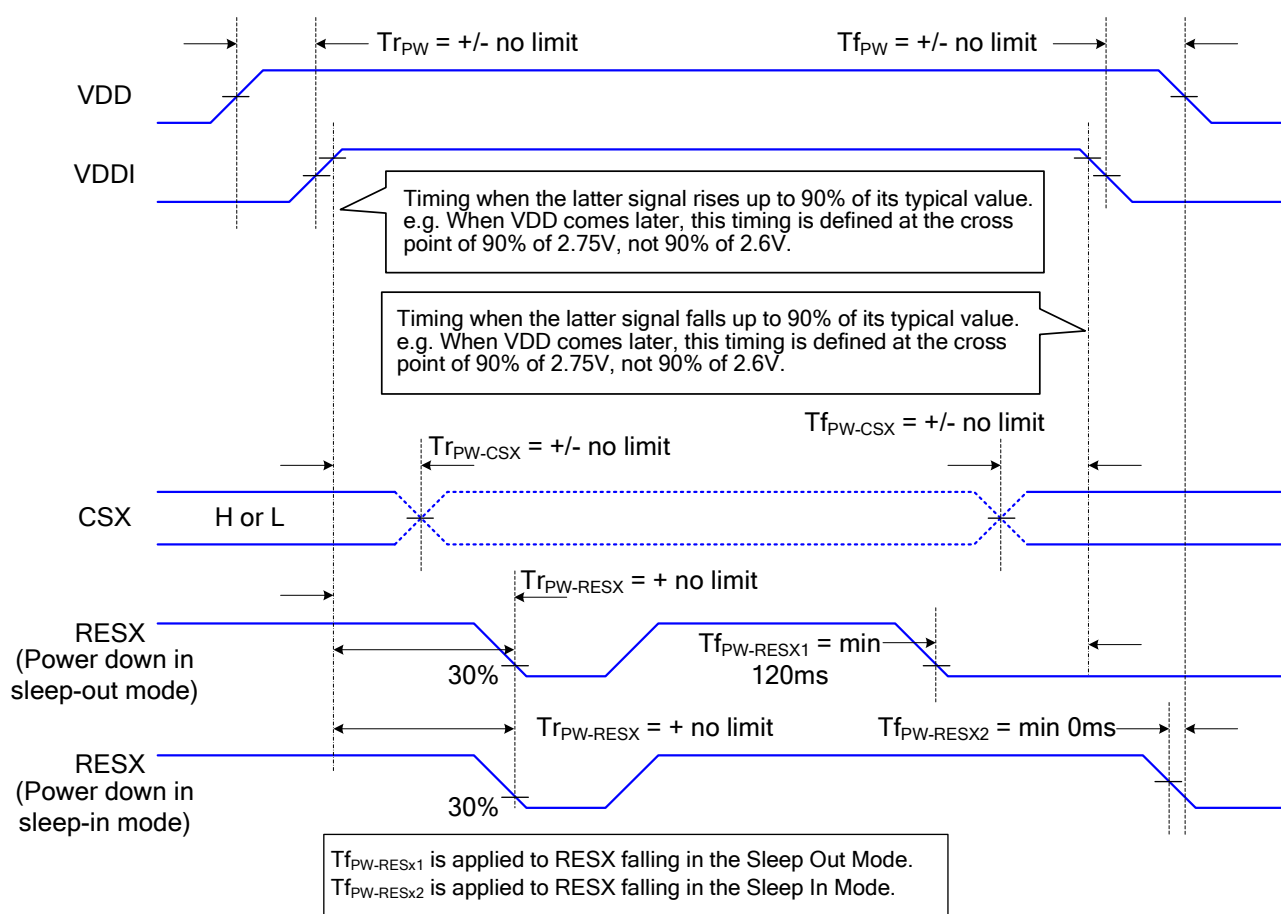 TrPW = +/- no limit
TfPW = +/- no limit
VDD
VDDI
Timing when the latter signal rises up to 90% of its typical value.
e.g. When VDD comes later, this timing is defined at the cross
point of 90% of 2.75V, not 90% of 2.6V.
Timing when the latter signal falls up to 90% of its typical value.
e.g. When VDD comes later, this timing is defined at the cross
point of 90% of 2.75V, not 90% of 2.6V.
TfPW-CSX = +/- no limit
TrPW-CSX = +/- no limit
CSX
H or L
TrPW-RESX = + no limit
RESX
(Power down in
sleep-out mode)
30%
TfPW-RESX1 = min
120ms
TrPW-RESX = + no limit
TfPW-RESX2 = min 0ms
RESX
(Power down in
sleep-in mode)
30%
TfPW-RESx1 is applied to RESX falling in the Sleep Out Mode.
TfPW-RESx2 is applied to RESX falling in the Sleep In Mode.